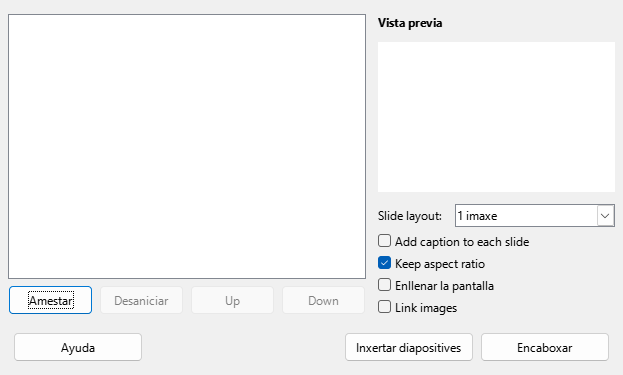 Vista previa
Slide layout: 1 imaxe
Add caption to each slide
Keep aspect ratio
Enllenar la pantalla
Link images
Amestar Desaniciar Up Down
Ayuda Inxertar diapositives Encaboxar